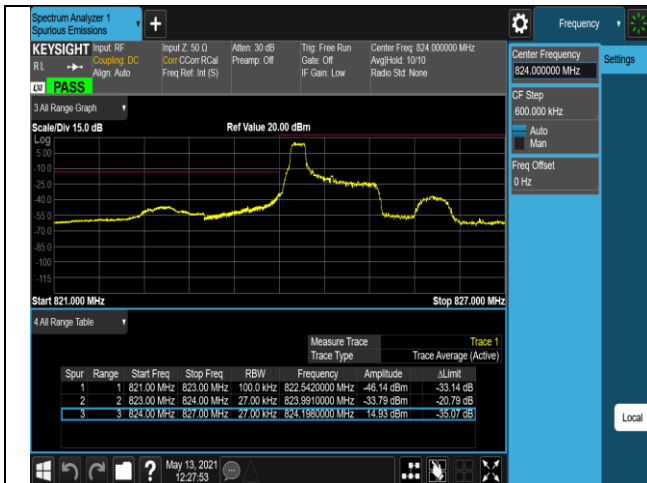 Spectrum Analyzer 1
Spurious Emissions
Frequency
KEYSIGHT Input: RF Input Z: 50 Ω Atten: 30 dB Trig: Free Run Center Freq: 824.000000 MHz
RL Coupling: DC Corr CCorr RCal Preamp: Off Gate: Off Avg|Hold: 10/10
Align: Auto Freq Ref: Int (S) IF Gain: Low Radio Std: None
LXI PASS
Center Frequency
824.000000 MHz
Settings
CF Step
600.000 kHz
Auto
Man
Freq Offset
0 Hz
3 All Range Graph
Scale/Div 15.0 dB Ref Value 20.00 dBm
Log
5.00
-10.0
-25.0
-40.0
-55.0
-70.0
-85.0
-100
-115
Start 821.000 MHz Stop 827.000 MHz
4 All Range Table
Measure Trace Trace 1
Trace Type Trace Average (Active)
Spur Range Start Freq Stop Freq RBW Frequency Amplitude ΔLimit
1 1 821.00 MHz 823.00 MHz 100.0 kHz 822.5420000 MHz -46.14 dBm -33.14 dB
2 2 823.00 MHz 824.00 MHz 27.00 kHz 823.9910000 MHz -33.79 dBm -20.79 dB
3 3 824.00 MHz 827.00 MHz 27.00 kHz 824.1980000 MHz 14.93 dBm -35.07 dB
Local
? May 13, 2021
12:27:53